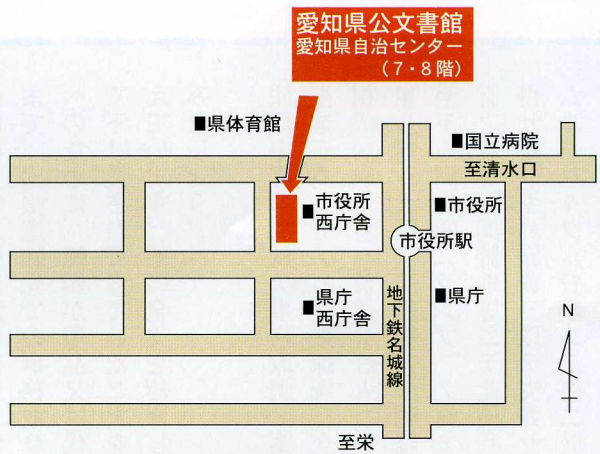 愛知県公文書館
愛知県自治センター
(7・8階)
■県体育館
■国立病院
至清水口
■市役所
西庁舎
■市役所
市役所駅
■県庁
西庁舎
■県庁
地下鉄名城線
N
至栄